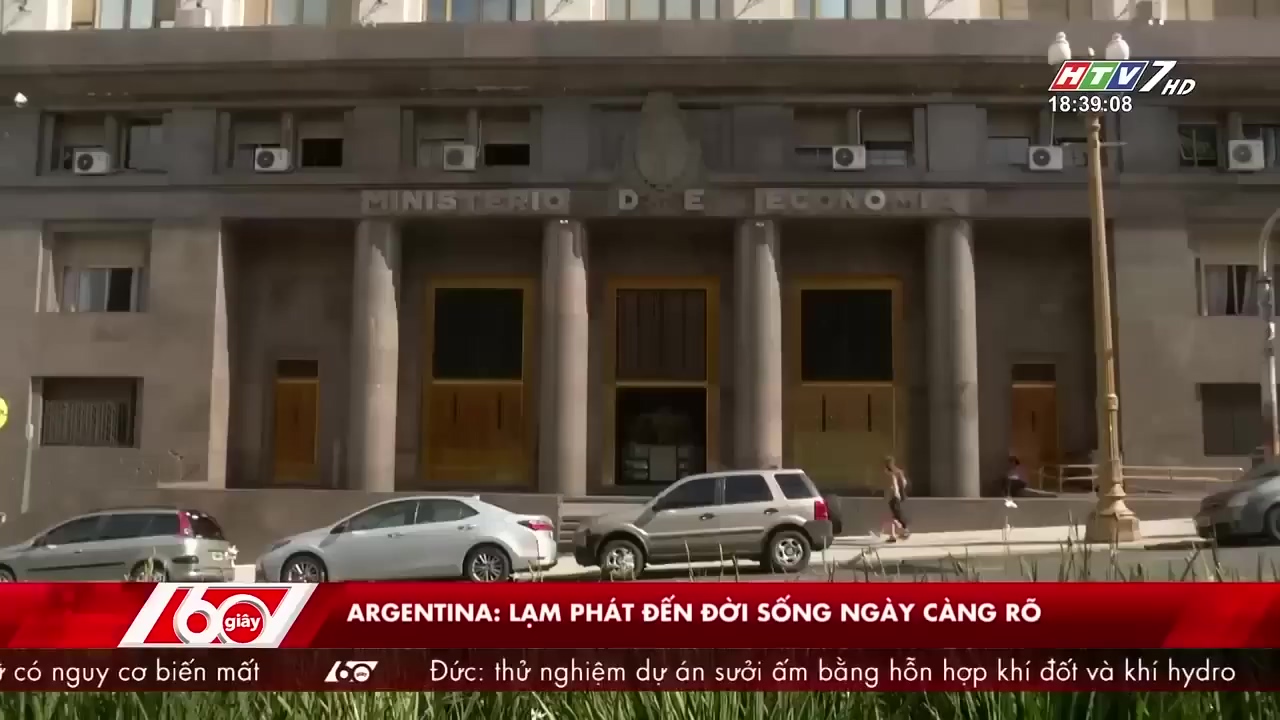 HTV7 HD
18:39:08
MINISTERIO DE ECONOMIA
60 giây
ARGENTINA: LẠM PHÁT ĐẾN ĐỜI SỐNG NGÀY CÀNG RÕ
có nguy cơ biến mất 60 giây Đức: thử nghiệm dự án sưởi ấm bằng hỗn hợp khí đốt và khí hydro